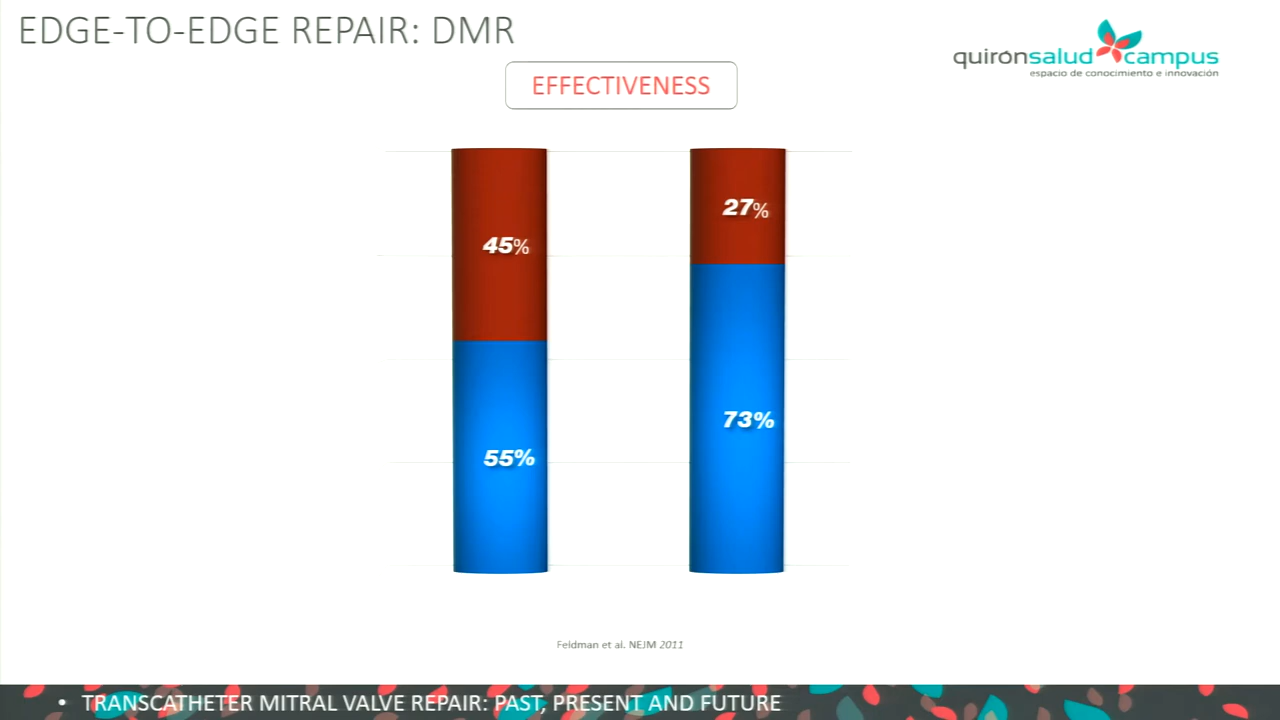 EDGE-TO-EDGE REPAIR: DMR
quirónsalud campus
espacio de conocimiento e innovación
EFFECTIVENESS
27%
45%
73%
55%
Feldman et al. NEJM 2011
• TRANSCATHETER MITRAL VALVE REPAIR: PAST, PRESENT AND FUTURE